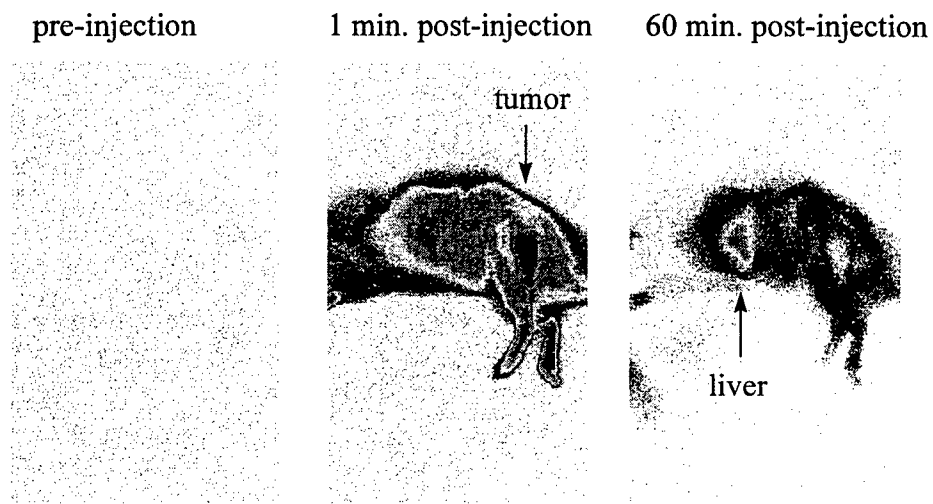 pre-injection
1 min. post-injection
60 min. post-injection
tumor
liver